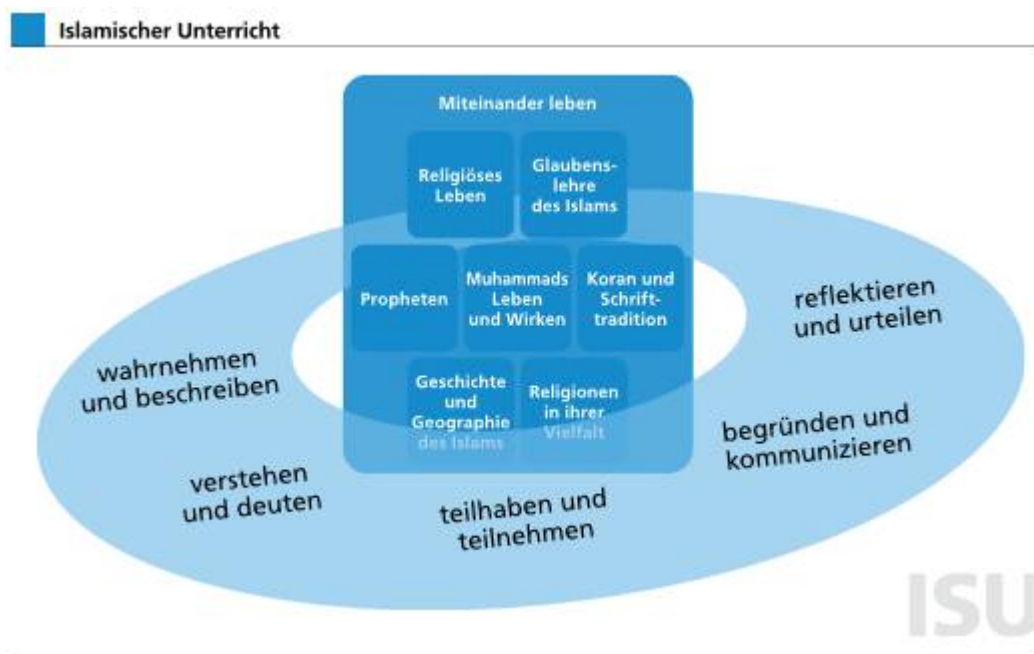 Islamischer Unterricht
Miteinander leben
Religiöses
Leben
Glaubens-
lehre
des Islams
Propheten
Muhammads
Leben
und Wirken
Koran und
Schrift-
tradition
Geschichte
und
Geographie
des Islams
Religionen
in ihrer
Vielfalt
wahrnehmen
und beschreiben
verstehen
und deuten
teilhaben und
teilnehmen
begründen und
kommunizieren
reflektieren
und urteilen
ISU